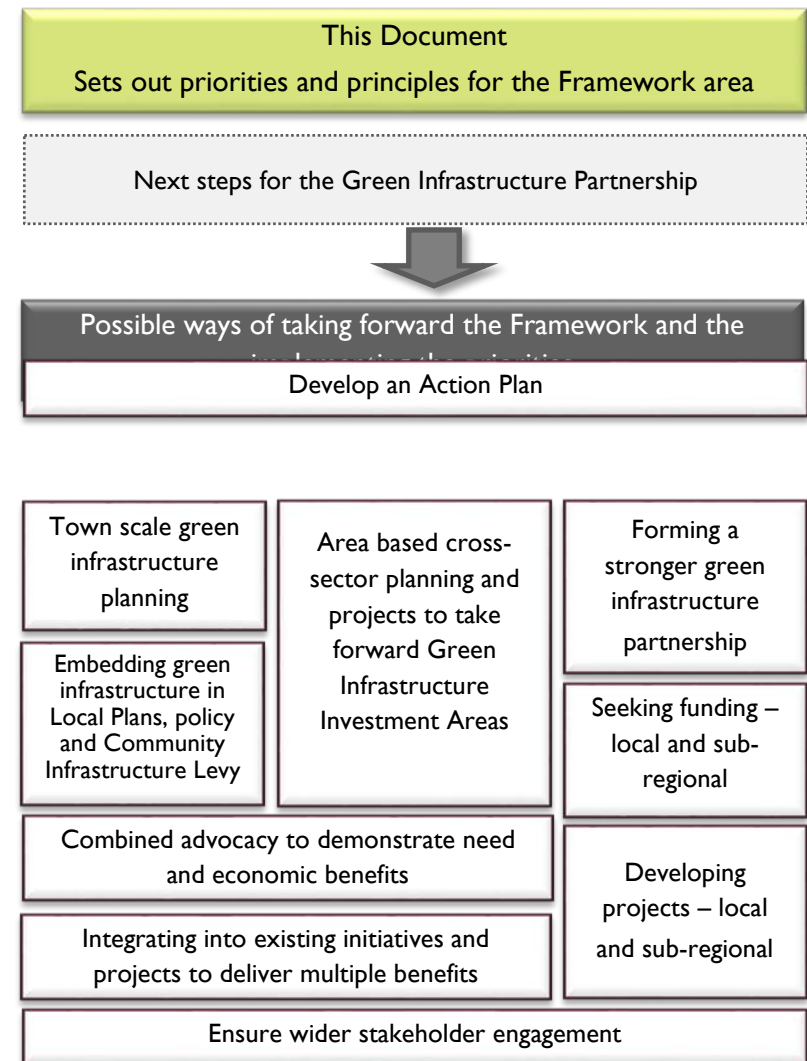 This Document
Sets out priorities and principles for the Framework area
Next steps for the Green Infrastructure Partnership
Possible ways of taking forward the Framework and the
implementing the priorities
Develop an Action Plan
Town scale green
infrastructure
planning
Embedding green
infrastructure in
Local Plans, policy
and Community
Infrastructure Levy
Area based cross-
sector planning and
projects to take
forward Green
Infrastructure
Investment Areas
Forming a
stronger green
infrastructure
partnership
Seeking funding –
local and sub-
regional
Combined advocacy to demonstrate need
and economic benefits
Integrating into existing initiatives and
projects to deliver multiple benefits
Developing
projects – local
and sub-regional
Ensure wider stakeholder engagement